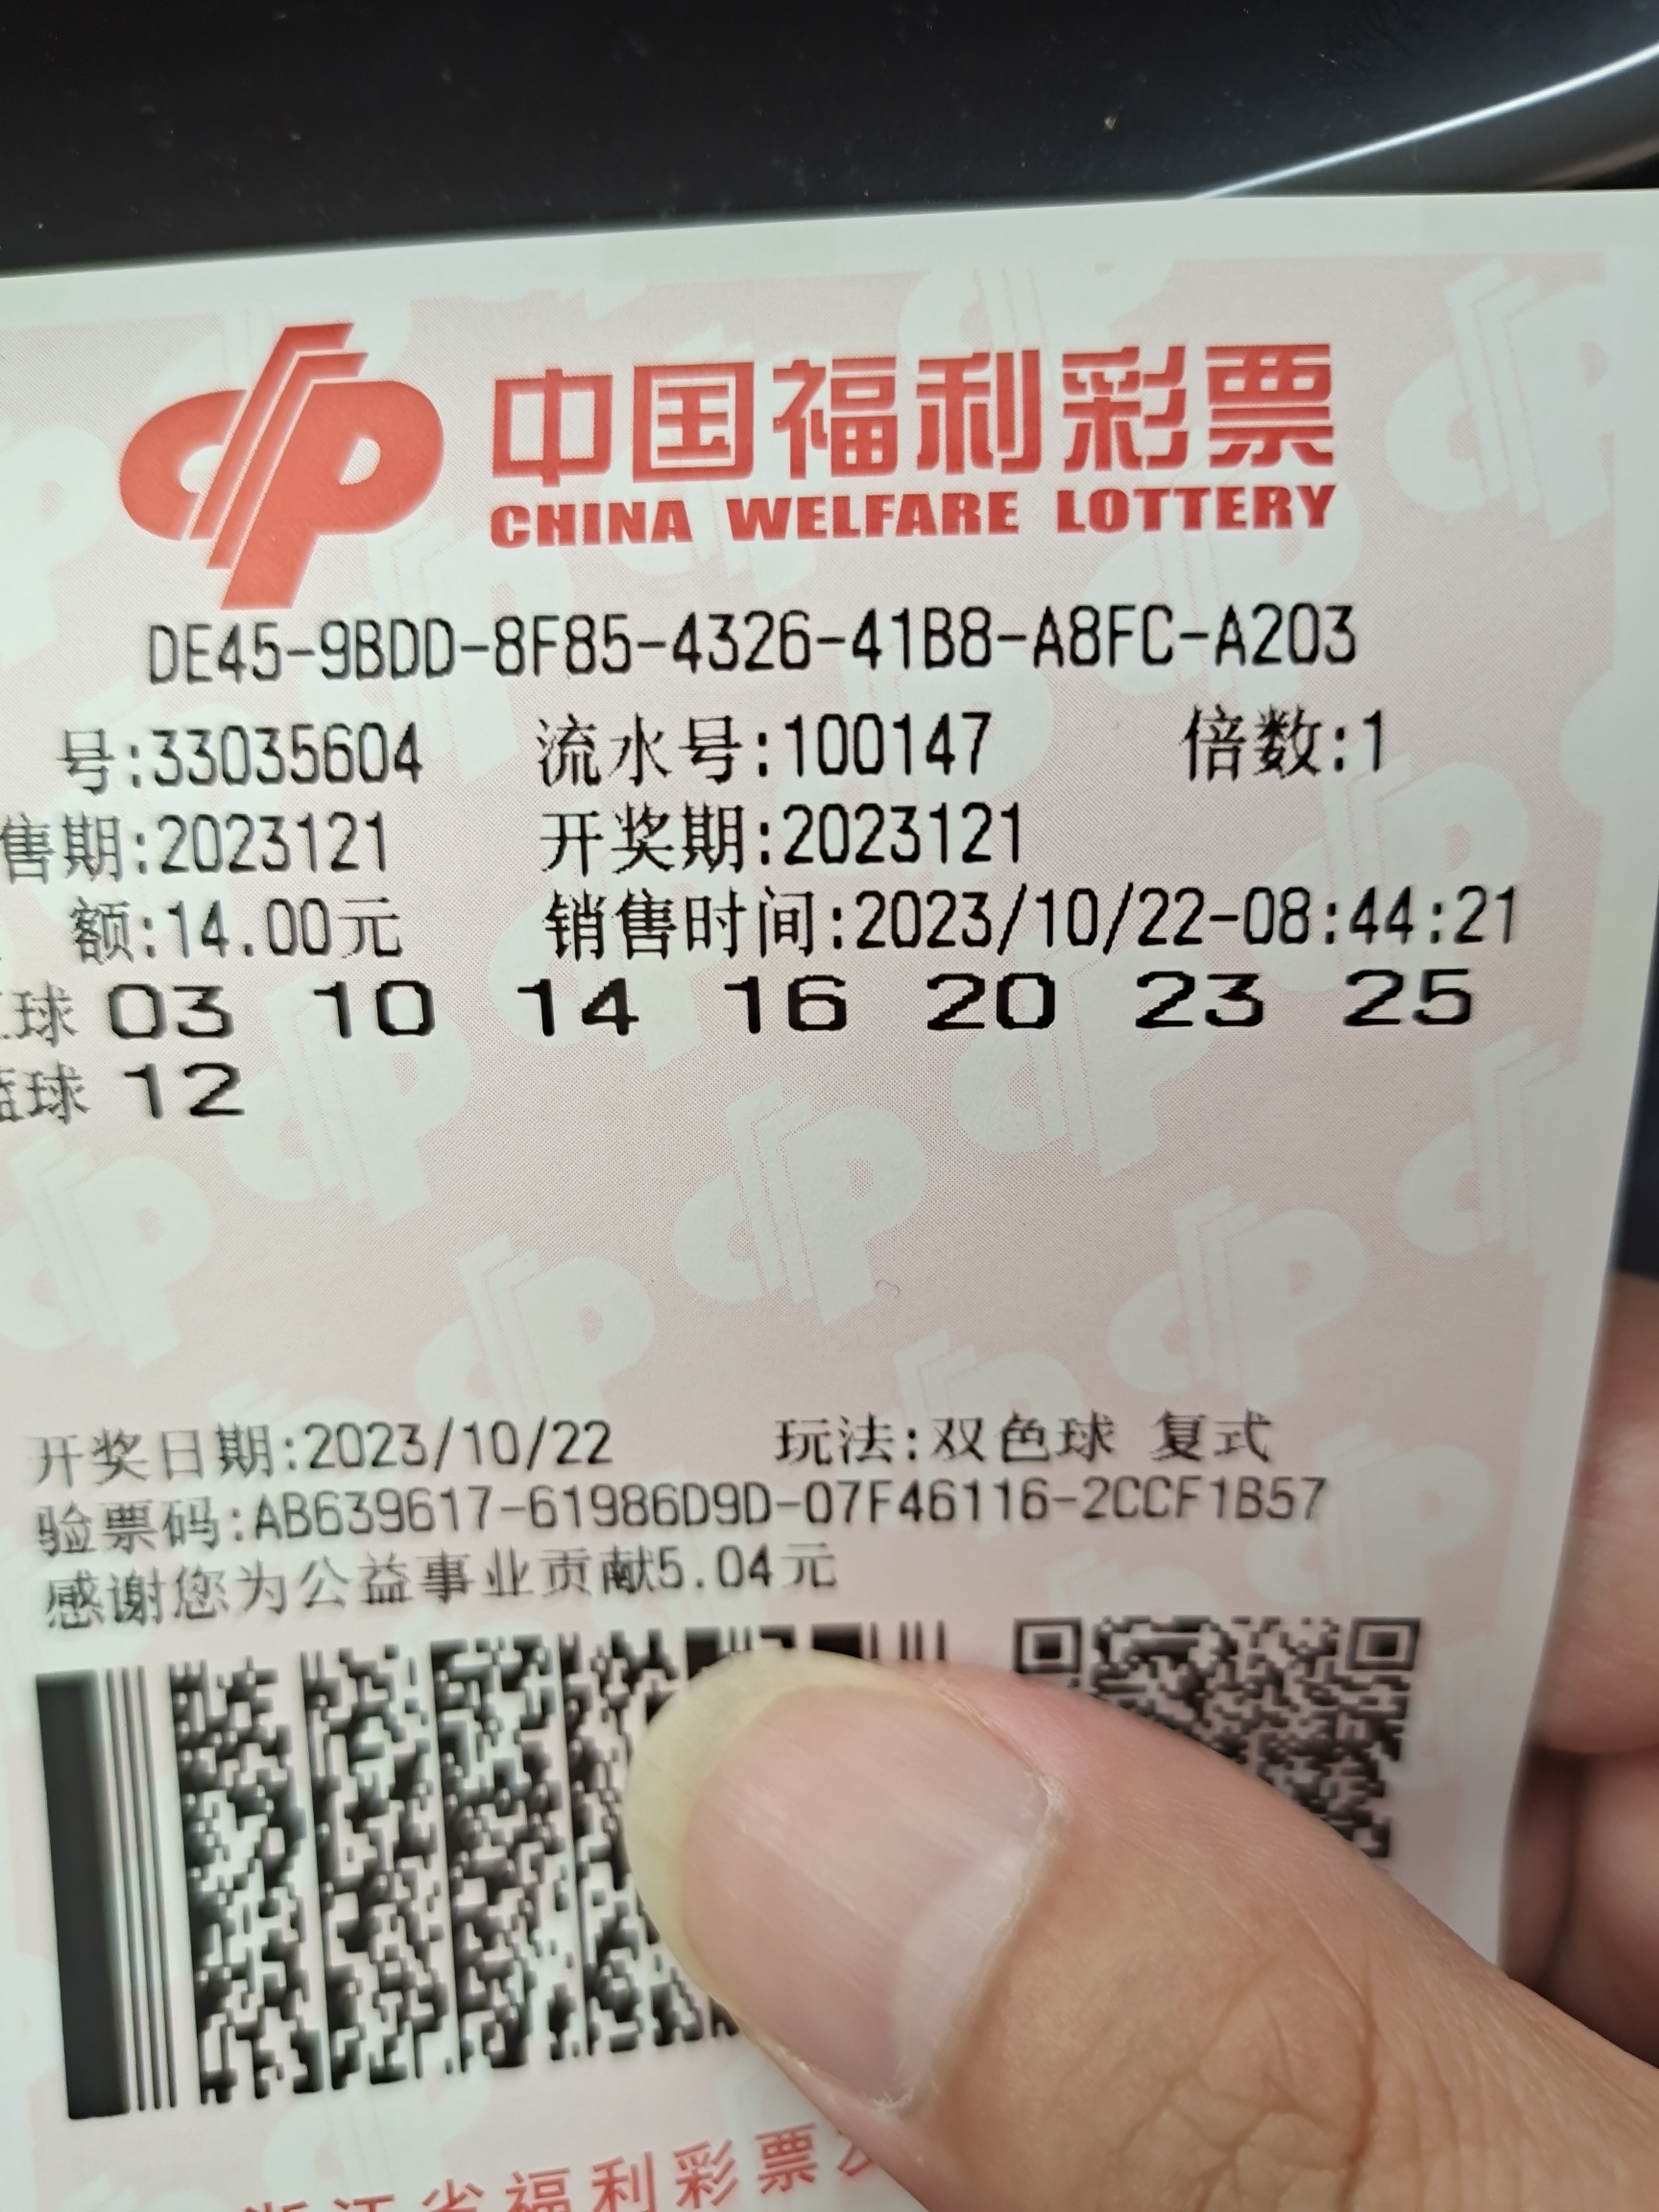 中国福利彩票
CHINA WELFARE LOTTERY
DE45-9BDD-8F85-4326-41B8-A8FC-A203
号:33035604 流水号:100147 倍数:1
售期:2023121 开奖期:2023121
额:14.00元 销售时间:2023/10/22-08:44:21
球 03 10 14 16 20 23 25
蓝球 12
开奖日期:2023/10/22 玩法:双色球 复式
验票码:AB639617-61986D9D-07F46116-2CCF1B57
感谢您为公益事业贡献5.04元
浙江省福利彩票